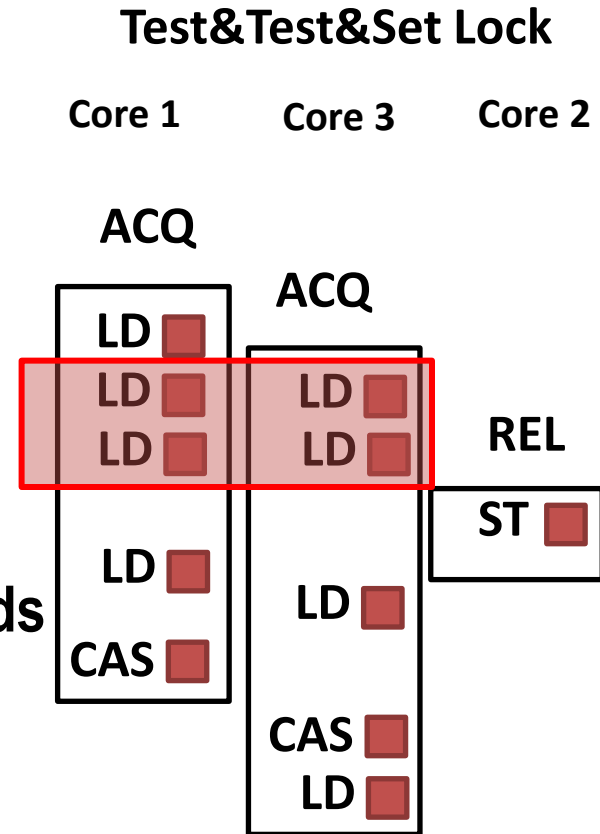 Test&Test&Set Lock
Core 1 Core 3 Core 2
ACQ
ACQ
LD
LD LD
LD LD
REL
ST
LD
LD
ds
CAS
CAS
LD